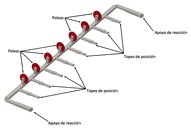 Poleas
Apoyo de reacción
Poleas
Topes de posición
Topes de posición
Apoyo de reacción